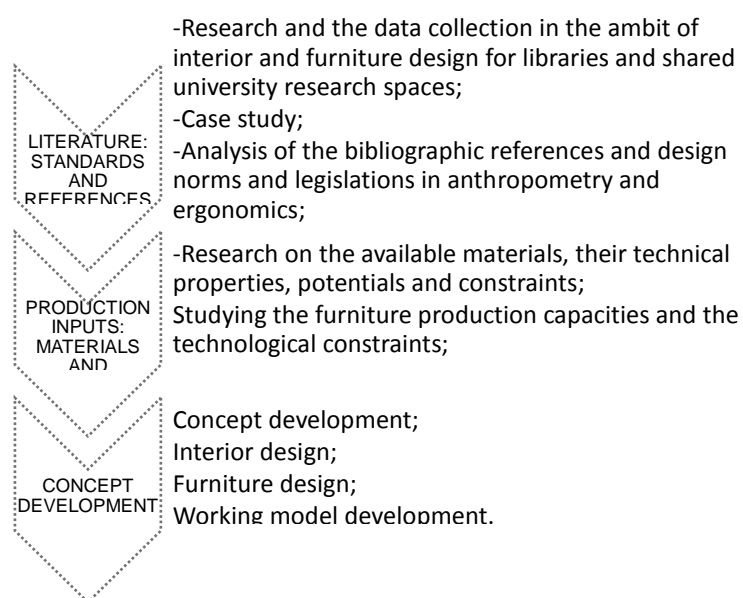 -Research and the data collection in the ambit of
interior and furniture design for libraries and shared
university research spaces;
-Case study;
-Analysis of the bibliographic references and design
norms and legislations in anthropometry and
ergonomics;
LITERATURE:
STANDARDS
AND
REFERENCES
-Research on the available materials, their technical
properties, potentials and constraints;
Studying the furniture production capacities and the
technological constraints;
PRODUCTION
INPUTS:
MATERIALS
AND
Concept development;
Interior design;
Furniture design;
Working model development.
CONCEPT
DEVELOPMENT